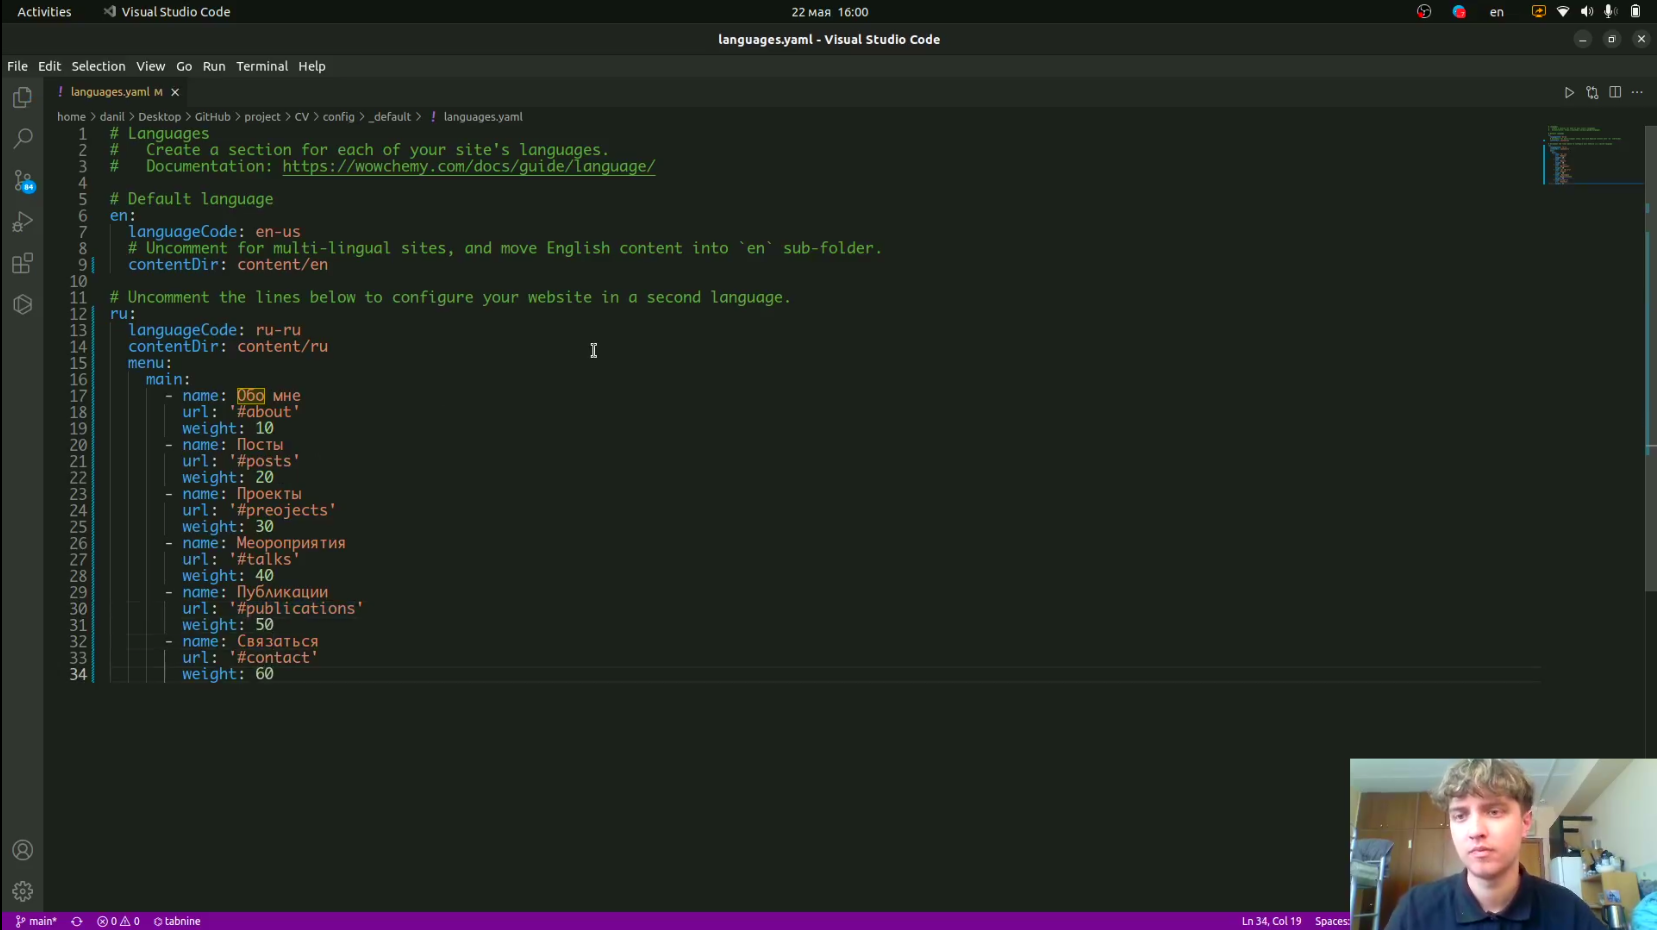 Activities Visual Studio Code 22 мая 16:00 en
languages.yaml - Visual Studio Code
File Edit Selection View Go Run Terminal Help
! languages.yaml M
home > danil > Desktop > GitHub > project > CV > config > _default > ! languages.yaml
1 # Languages
2 #   Create a section for each of your site's languages.
3 #   Documentation: https://wowchemy.com/docs/guide/language/
4
5 # Default language
6 en:
7   languageCode: en-us
8   # Uncomment for multi-lingual sites, and move English content into `en` sub-folder.
9   contentDir: content/en
10
11 # Uncomment the lines below to configure your website in a second language.
12 ru:
13   languageCode: ru-ru
14   contentDir: content/ru
15   menu:
16     main:
17       - name: Обо мне
18         url: '#about'
19         weight: 10
20       - name: Посты
21         url: '#posts'
22         weight: 20
23       - name: Проекты
24         url: '#preojects'
25         weight: 30
26       - name: Меороприятия
27         url: '#talks'
28         weight: 40
29       - name: Публикации
30         url: '#publications'
31         weight: 50
32       - name: Связаться
33         url: '#contact'
34         weight: 60
84
main* 0 0 tabnine Ln 34, Col 19 Spaces: